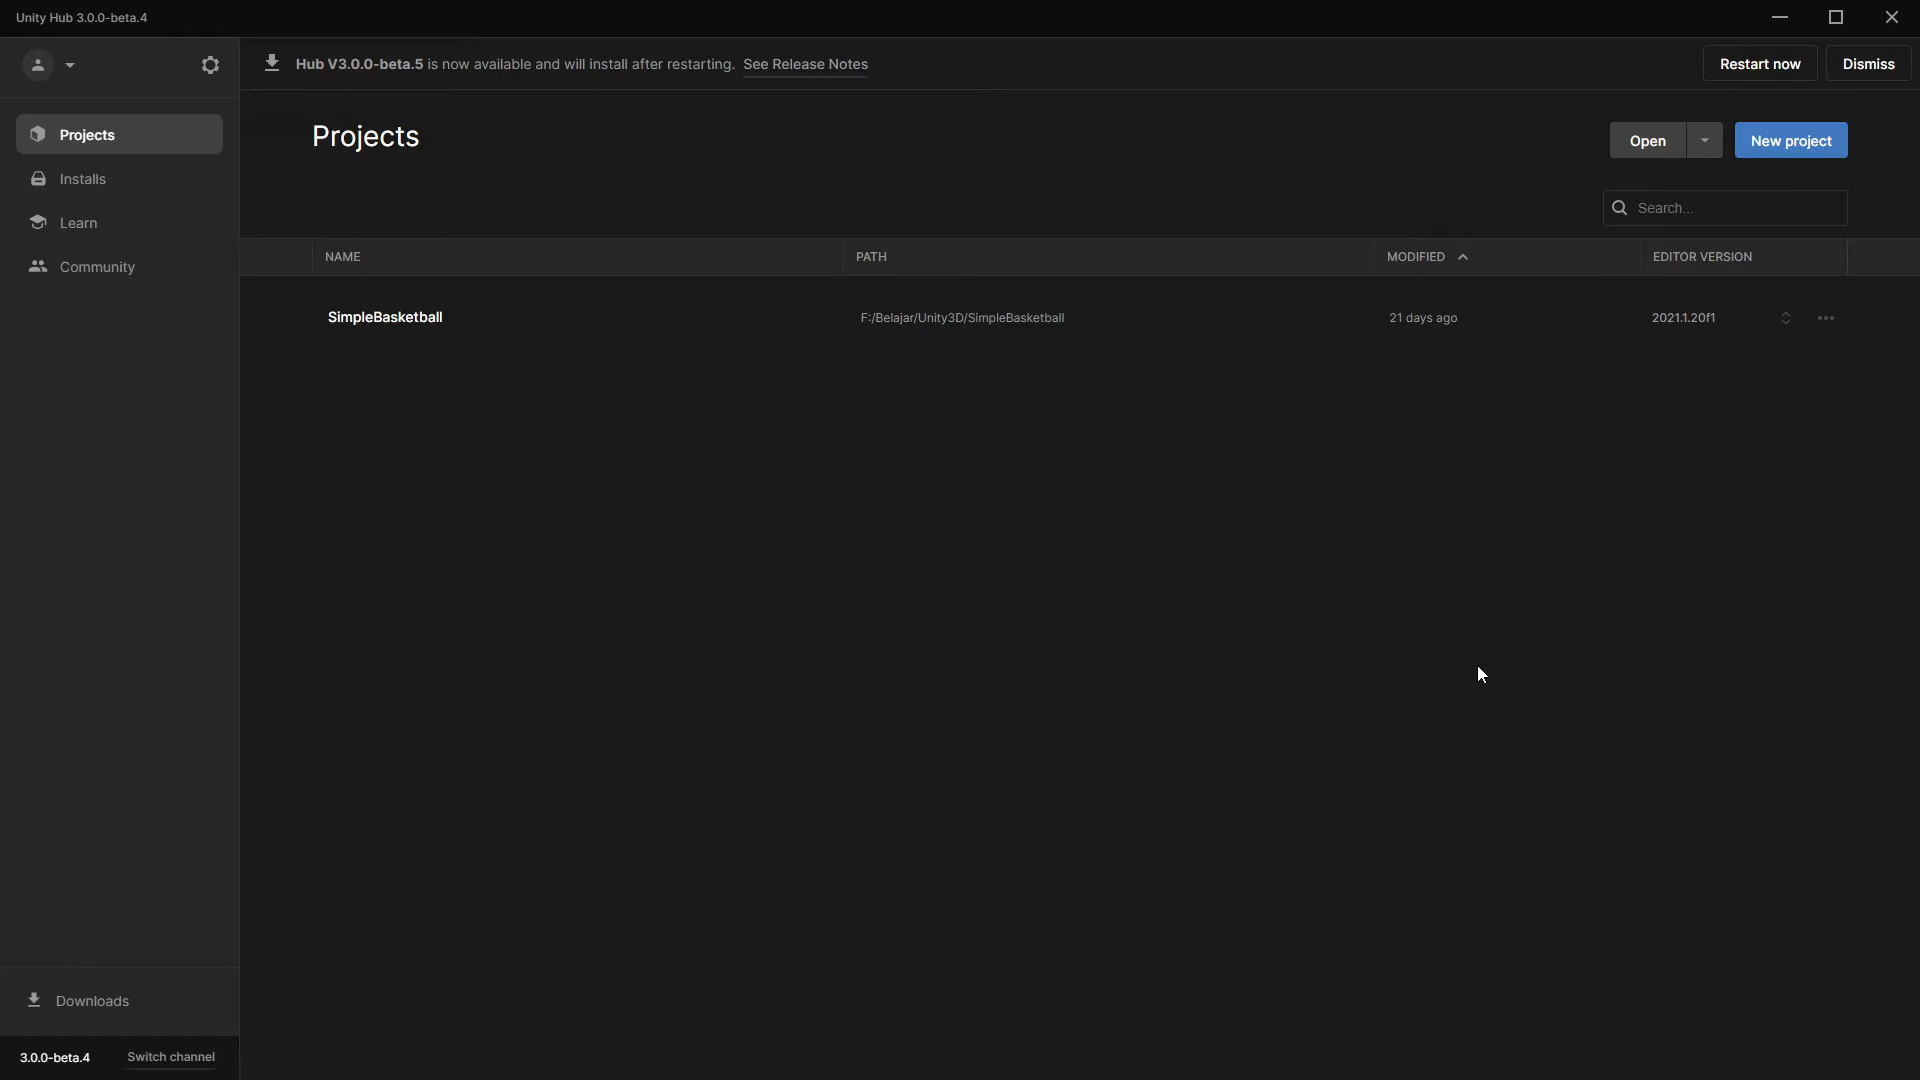 Unity Hub 3.0.0-beta.4
Hub V3.0.0-beta.5 is now available and will install after restarting. See Release Notes
Restart now
Dismiss
Projects
Installs
Learn
Community
Projects
Open
New project
Search...
NAME
PATH
MODIFIED
EDITOR VERSION
SimpleBasketball
F:/Belajar/Unity3D/SimpleBasketball
21 days ago
2021.1.20f1
Downloads
3.0.0-beta.4
Switch channel